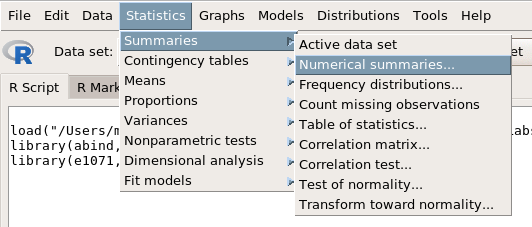 File Edit Data Statistics Graphs Models Distributions Tools Help
R Data set: et
Summaries
Contingency tables
Means
Proportions
Variances
Nonparametric tests
Dimensional analysis
Fit models
Active data set
Numerical summaries...
Frequency distributions...
Count missing observations
Table of statistics...
Correlation matrix...
Correlation test...
Test of normality...
Transform toward normality...
R Script R Mark
load("/Users/m abs
library(abind,
library(e1071,